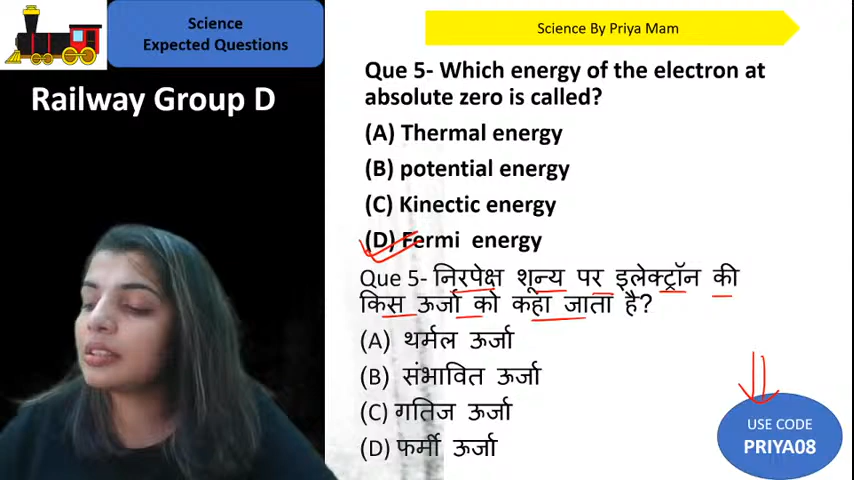 Science
Expected Questions
Railway Group D
Science By Priya Mam
Que 5- Which energy of the electron at
absolute zero is called?
(A) Thermal energy
(B) potential energy
(C) Kinectic energy
(D) Fermi energy
Que 5- निरपेक्ष शून्य पर इलेक्ट्रॉन की
किस ऊर्जा को कहा जाता है?
(A) थर्मल ऊर्जा
(B) संभावित ऊर्जा
(C) गतिज ऊर्जा
(D) फर्मी ऊर्जा
USE CODE
PRIYA08